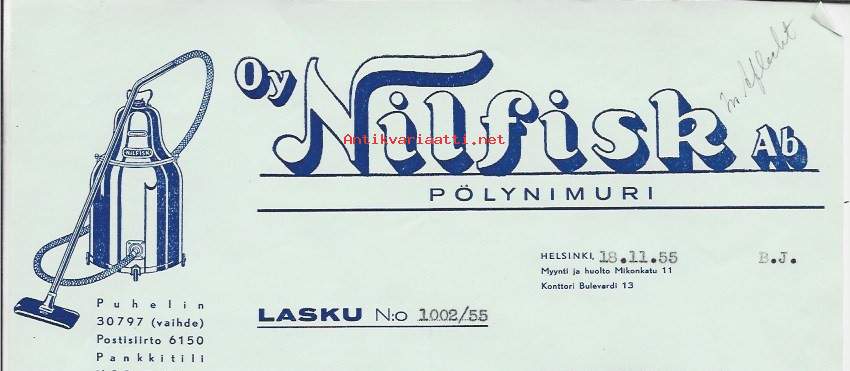 Oy Nilfisk Ab
NILFISK
Antikvariaatti.net
PÖLYNIMURI
HELSINKI, 18.11.55 B.J.
Myynti ja huolto Mikonkatu 11
Konttori Bulevardi 13
Puhelin
30797 (vaihde)
Postisiirto 6150
Pankkitili
LASKU N:o 1002/55